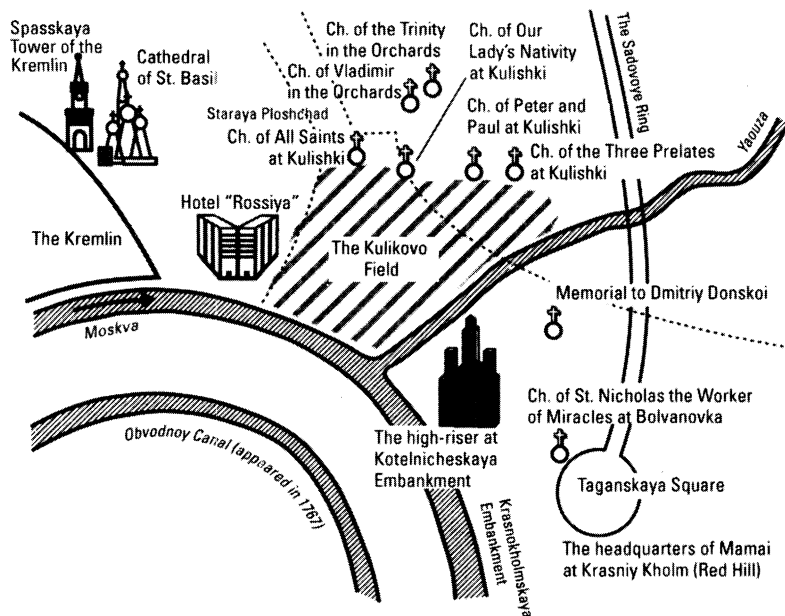 Spasskaya
Tower of the
Kremlin
Cathedral
of St. Basil
Ch. of the Trinity
in the Orchards
Ch. of Vladimir
in the Orchards
Ch. of Our
Lady's Nativity
at Kulishki
Staraya Ploshchad
Ch. of All Saints
at Kulishki
Ch. of Peter and
Paul at Kulishki
Ch. of the Three Prelates
at Kulishki
The Sadovoye Ring
Yaouza
Hotel "Rossiya"
The Kremlin
The Kulikovo
Field
Memorial to Dmitriy Donskoi
Moskva
Ch. of St. Nicholas the Worker
of Miracles at Bolvanovka
Obvodnoy Canal (appeared in 1767)
The high-riser at
Kotelnicheskaya
Embankment
Krasnokholmskaya
Embankment
Taganskaya Square
The headquarters of Mamai
at Krasniy Kholm (Red Hill)